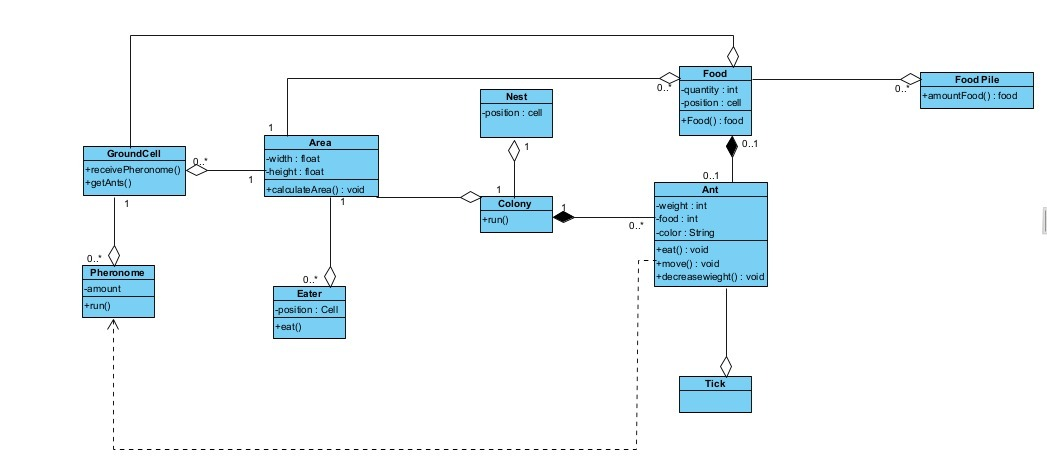 Food
-quantity : int
-position : cell
+Food() : food
0..*
0..1
Food Pile
+amountFood() : food
0..*
Nest
-position : cell
1
1
Area
-width : float
-height : float
+calculateArea() : void
1
1
GroundCell
+receivePheronome()
+getAnts()
0..*
1
1
Colony
+run()
1
1
0..*
0..1
Ant
-weight : int
-food : int
-color : String
+eat() : void
+move() : void
+decreasewieght() : void
0..*
Pheronome
-amount
+run()
0..*
Eater
-position : Cell
+eat()
Tick